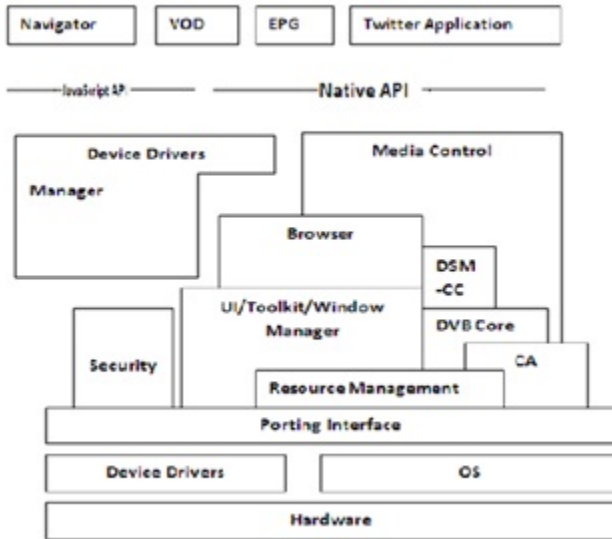 Navigator VOD EPG Twitter Application
JavaScript API Native API
Device Drivers
Manager
Media Control
Browser
DSM
-CC
UI/Toolkit/Window
Manager
DVB Core
Security
CA
Resource Management
Porting Interface
Device Drivers OS
Hardware